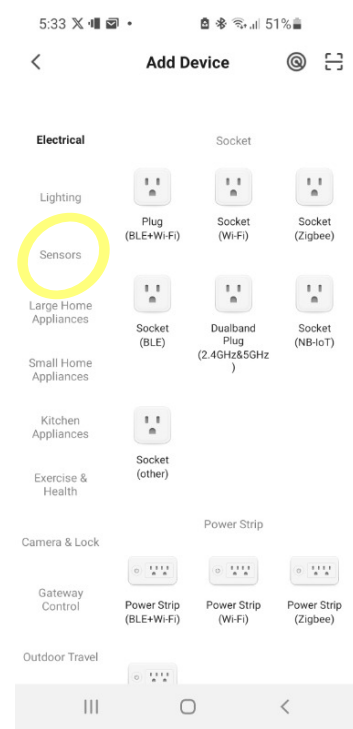 5:33
51%
Add Device
Electrical
Lighting
Sensors
Large Home
Appliances
Small Home
Appliances
Kitchen
Appliances
Exercise &
Health
Camera & Lock
Gateway
Control
Outdoor Travel
Socket
Plug
(BLE+Wi-Fi)
Socket
(Wi-Fi)
Socket
(Zigbee)
Socket
(BLE)
Dualband
Plug
(2.4GHz&5GHz
)
Socket
(NB-IoT)
Socket
(other)
Power Strip
Power Strip
(BLE+Wi-Fi)
Power Strip
(Wi-Fi)
Power Strip
(Zigbee)